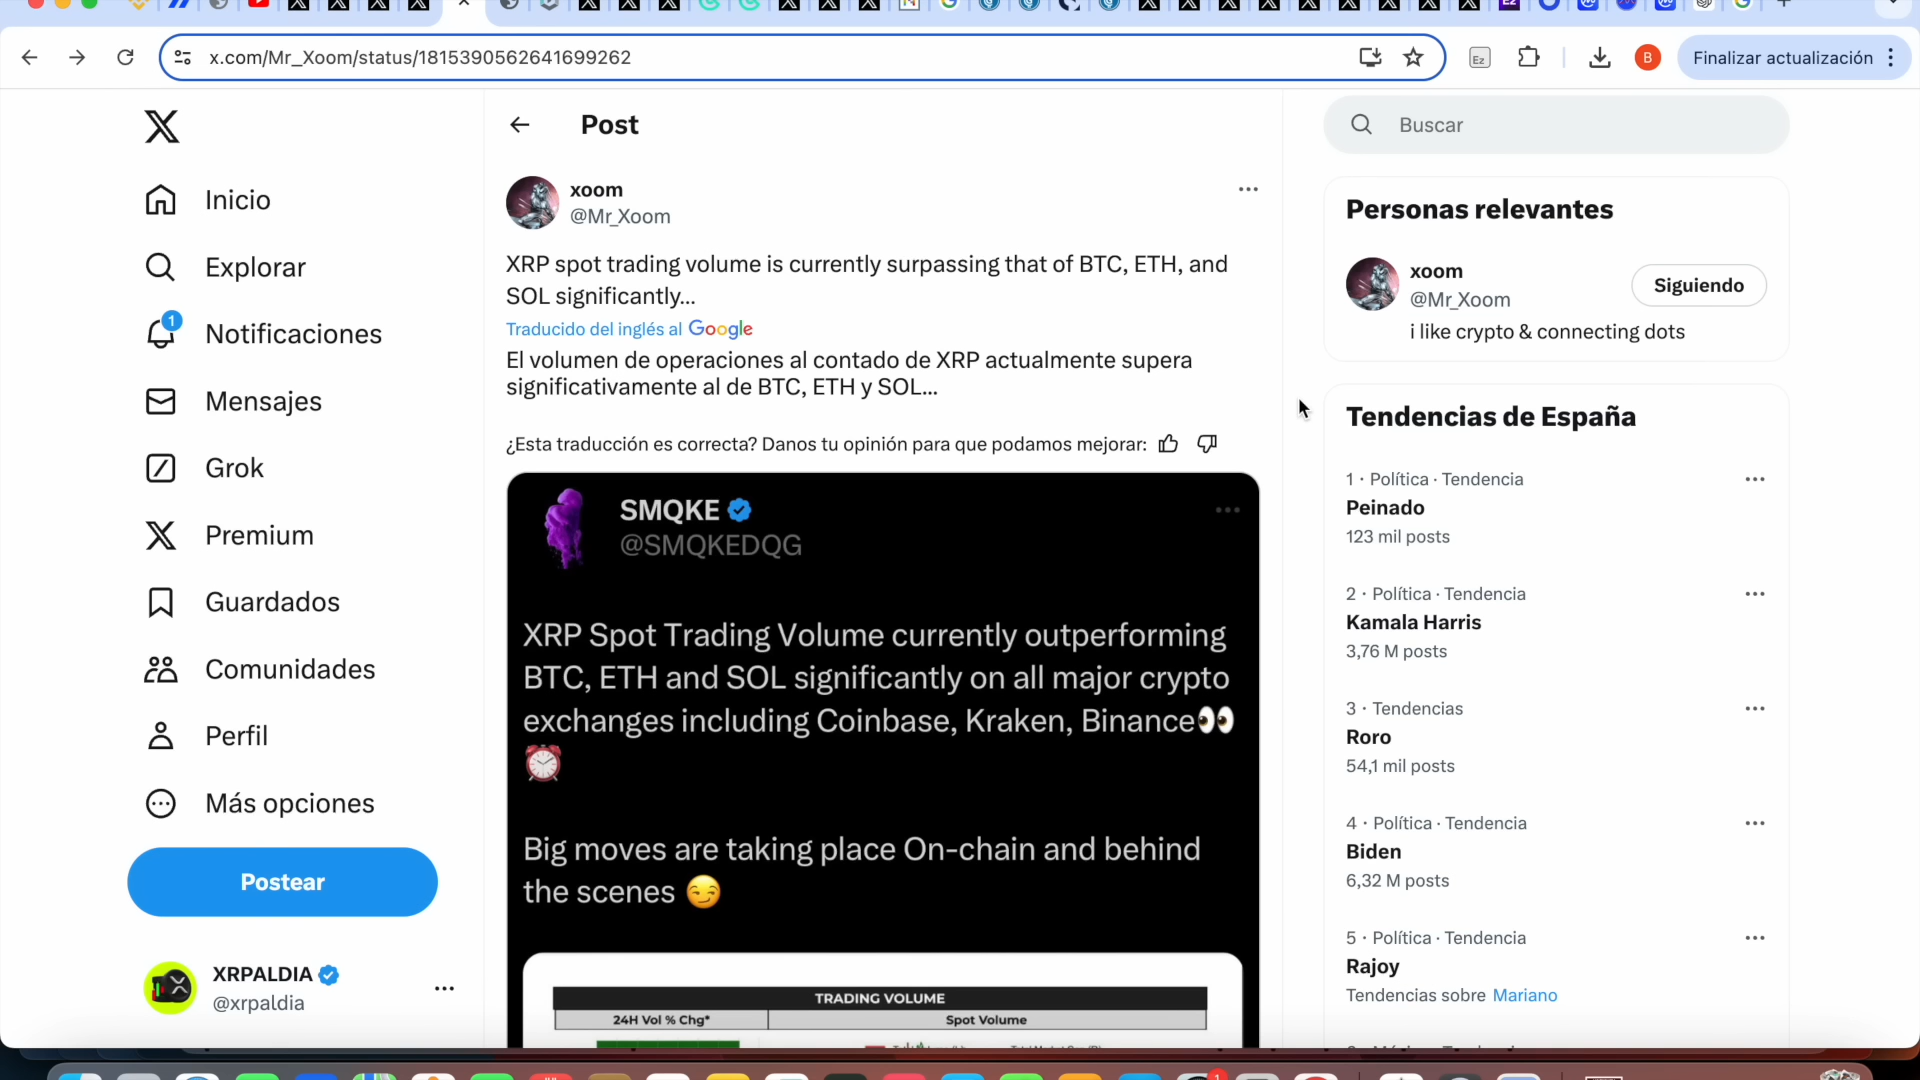 x.com/Mr_Xoom/status/1815390562641699262
B
Finalizar actualización
Inicio
Explorar
1
Notificaciones
Mensajes
Grok
Premium
Guardados
Comunidades
Perfil
Más opciones
Postear
XRPALDIA
@xrpaldia
Post
xoom
@Mr_Xoom
XRP spot trading volume is currently surpassing that of BTC, ETH, and
SOL significantly...
Traducido del inglés al Google
El volumen de operaciones al contado de XRP actualmente supera
significativamente al de BTC, ETH y SOL...
¿Esta traducción es correcta? Danos tu opinión para que podamos mejorar:
SMQKE
@SMQKEDQG
XRP Spot Trading Volume currently outperforming
BTC, ETH and SOL significantly on all major crypto
exchanges including Coinbase, Kraken, Binance👀
⏰
Big moves are taking place On-chain and behind
the scenes 😏
TRADING VOLUME
24H Vol % Chg*
Spot Volume
Buscar
Personas relevantes
xoom
@Mr_Xoom
Siguiendo
i like crypto & connecting dots
Tendencias de España
1 · Política · Tendencia
Peinado
123 mil posts
2 · Política · Tendencia
Kamala Harris
3,76 M posts
3 · Tendencias
Roro
54,1 mil posts
4 · Política · Tendencia
Biden
6,32 M posts
5 · Política · Tendencia
Rajoy
Tendencias sobre Mariano